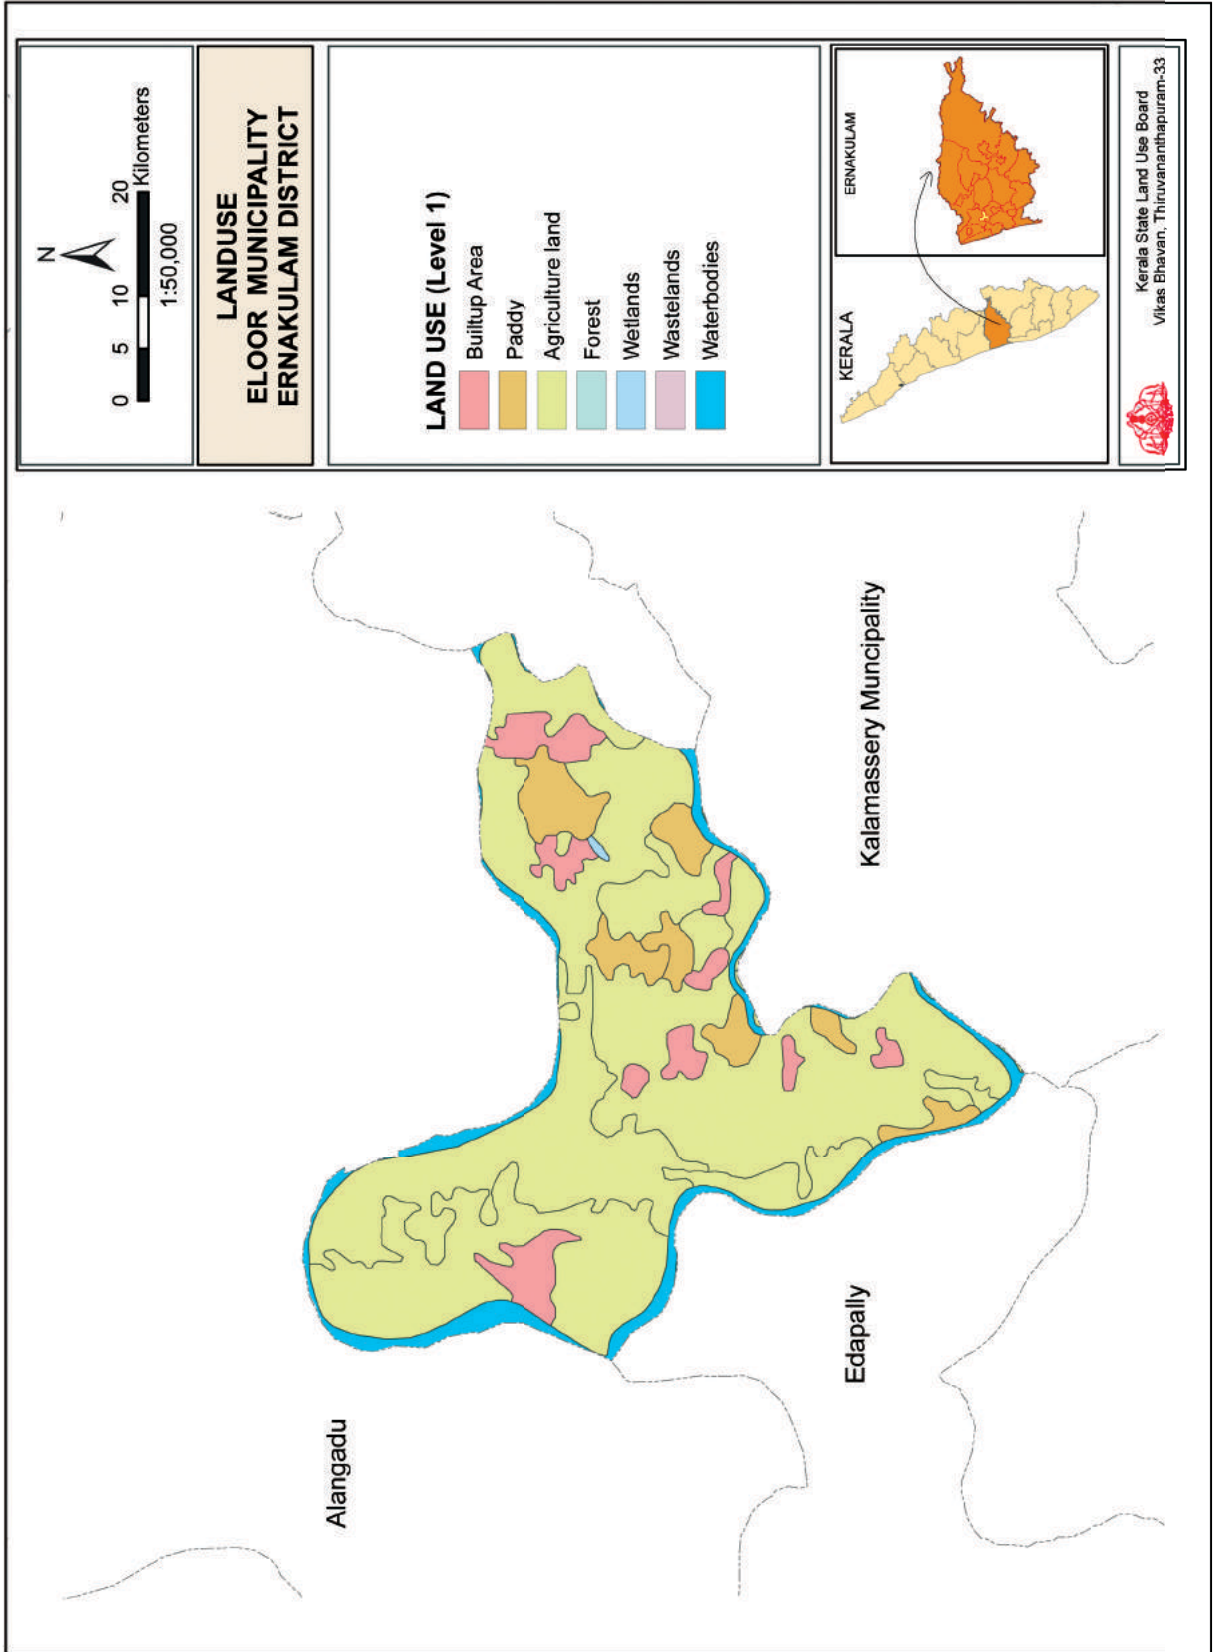 N
0 5 10 20
Kilometers
1:50,000
LANDUSE
ELOOR MUNICIPALITY
ERNAKULAM DISTRICT
LAND USE (Level 1)
Builtup Area
Paddy
Agriculture land
Forest
Wetlands
Wastelands
Waterbodies
KERALA
ERNAKULAM
Kerala State Land Use Board
Vikas Bhavan, Thiruvananthapuram-33
Alangadu
Edapally
Kalamassery Muncipality